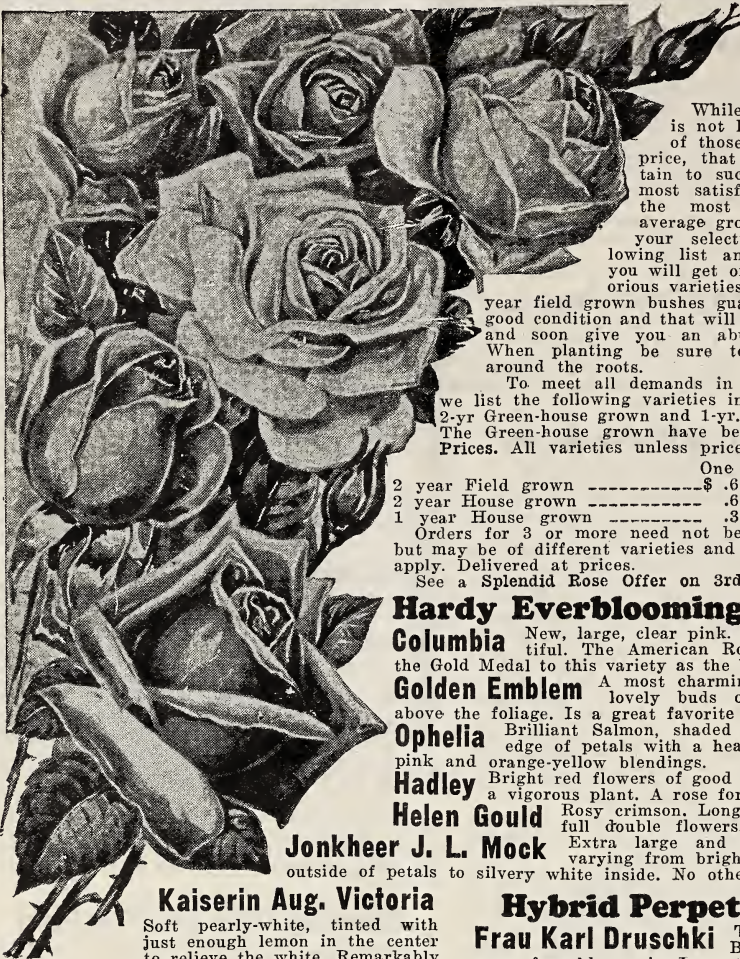 While
is not
of those
price, that
tain to suc
most satisf
the most
average gro
your select
lowing list an
you will get o
orious varieties
year field grown bushes gua
good condition and that will
and soon give you an ab
When planting be sure t
around the roots.
To meet all demands in
we list the following varieties in
2-yr Green-house grown and 1-yr.
The Green-house grown have be
Prices. All varieties unless price
One
2 year Field grown ------------$ .6
2 year House grown ---------- .6
1 year House grown ---------- .3
Orders for 3 or more need not be
but may be of different varieties and
apply. Delivered at prices.
See a Splendid Rose Offer on 3rd
Hardy Everblooming
Columbia New, large, clear pink.
tiful. The American Ro
the Gold Medal to this variety as the
Golden Emblem A most charmin
lovely buds
above the foliage. Is a great favorite
Ophelia Brilliant Salmon, shaded
edge of petals with a hea
pink and orange-yellow blendings.
Hadley Bright red flowers of good
a vigorous plant. A rose for
Helen Gould Rosy crimson. Long
full double flowers
Jonkheer J. L. Mock Extra large and
varying from brigh
outside of petals to silvery white inside. No othe
Kaiserin Aug. Victoria
Soft pearly-white, tinted with
just enough lemon in the center
to relieve the white. Remarkably
Hybrid Perpet
Frau Karl Druschki